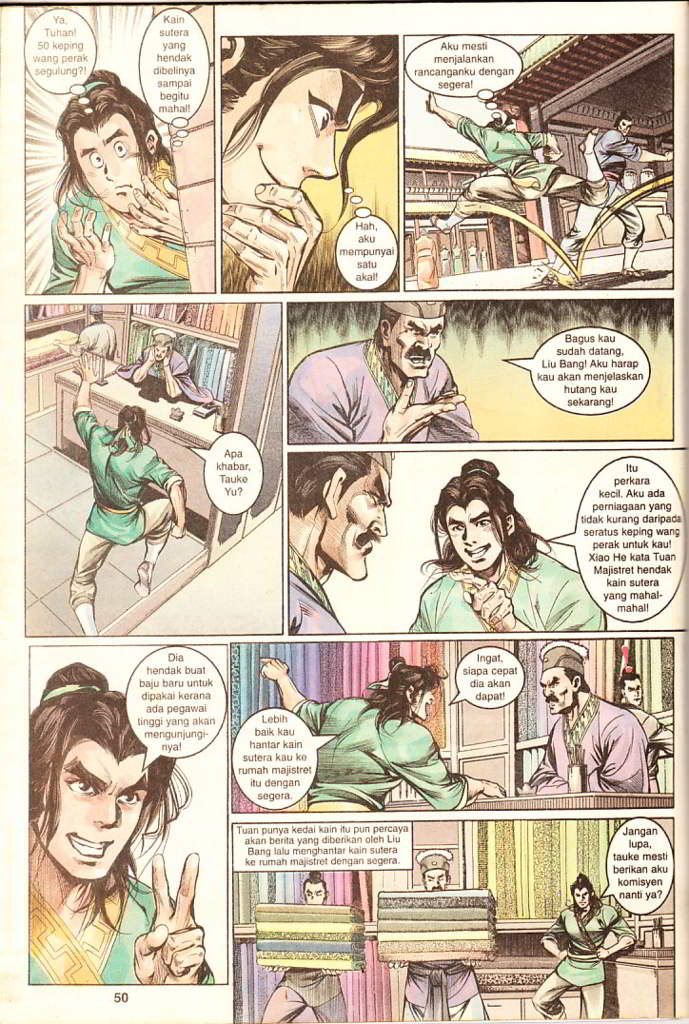 Ya,
Tuhan!
50 keping
wang perak
segulung?!
Kain
sutera
yang
hendak
dibelinya
sampai
begitu
mahal!
Hah,
aku
mempunyai
satu
akal!
Aku mesti
menjalankan
rancanganku dengan
segera!
Apa
khabar,
Tauke
Yu?
Bagus kau
sudah datang,
Liu Bang! Aku harap
kau akan menjelaskan
hutang kau
sekarang!
Itu
perkara
kecil. Aku ada
perniagaan yang
tidak kurang daripada
seratus keping wang
perak untuk kau!
Xiao He kata Tuan
Majistret hendak
kain sutera
yang mahal-
mahal!
Dia
hendak buat
baju baru untuk
dipakai kerana
ada pegawai
tinggi yang akan
mengunjungi-
nya!
Lebih
baik kau
hantar kain
sutera kau ke
rumah majistret
itu dengan
segera.
Ingat,
siapa cepat
dia akan
dapat!
Tuan punya kedai kain itu pun percaya
akan berita yang diberikan oleh Liu
Bang lalu menghantar kain sutera
ke rumah majistret dengan segera.
Jangan
lupa,
tauke mesti
berikan aku
komisyen
nanti ya?
50